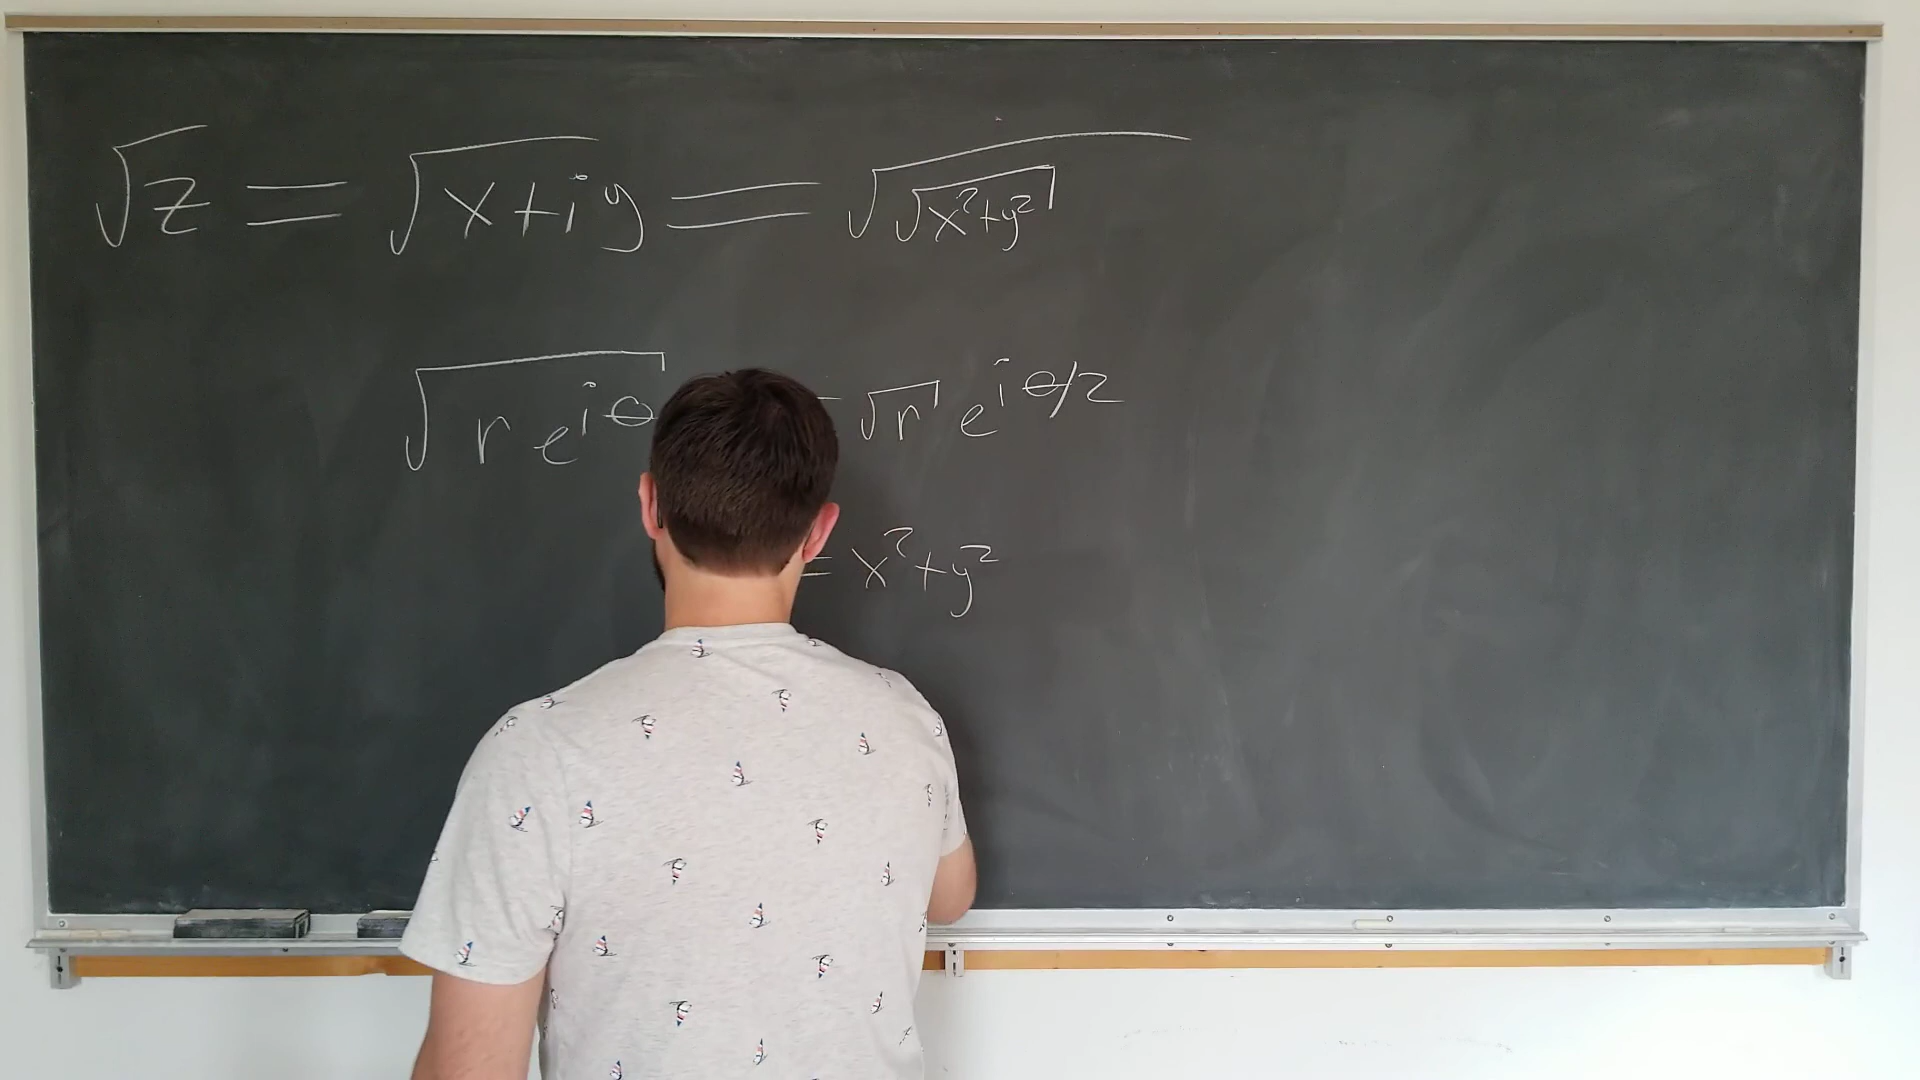 √z = √x+iy = √√x²+y²
√re^iθ = √r e^iθ/2
= x²+y²